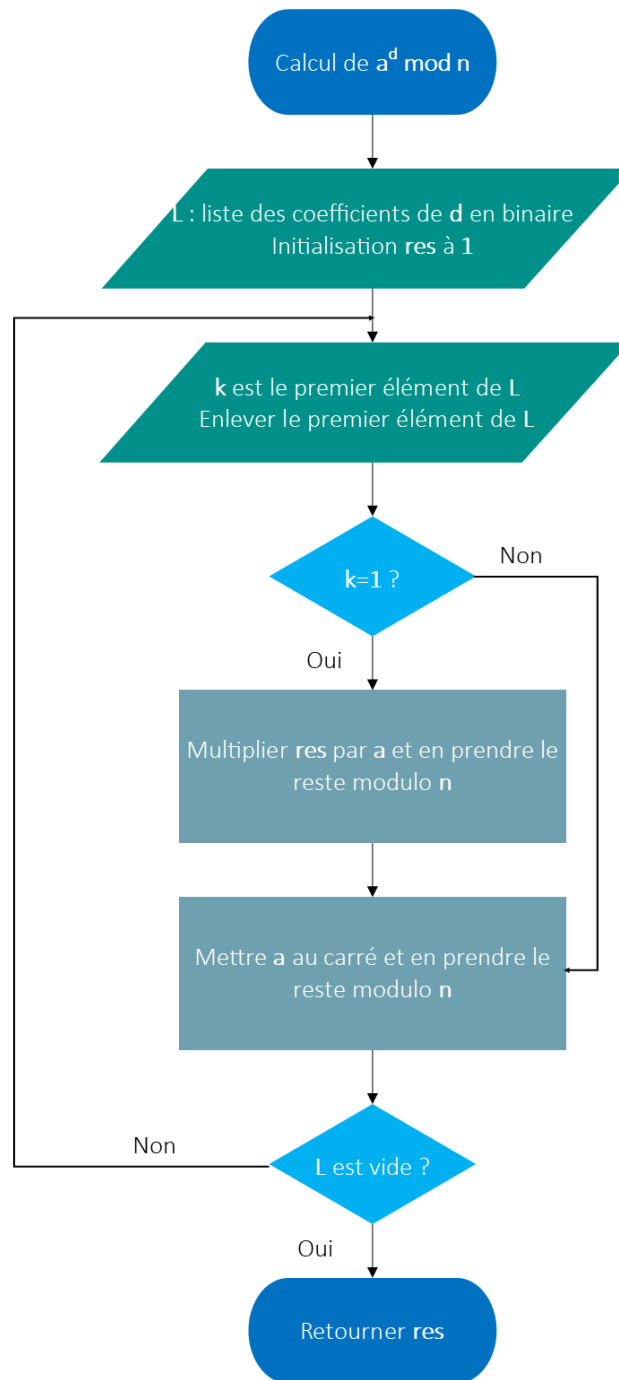 Calcul de a^d mod n
L : liste des coefficients de d en binaire
Initialisation res à 1
k est le premier élément de L
Enlever le premier élément de L
k=1 ?
Non
Oui
Multiplier res par a et en prendre le
reste modulo n
Mettre a au carré et en prendre le
reste modulo n
Non
L est vide ?
Oui
Retourner res